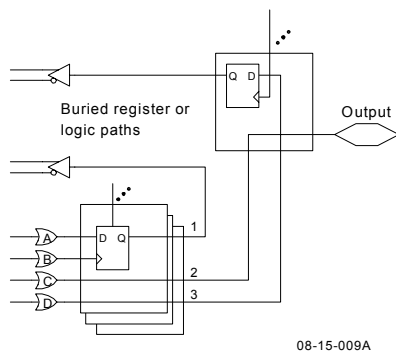 Q D
Buried register or
logic paths
Output
1
A
D Q
B
C
2
D
3
08-15-009A